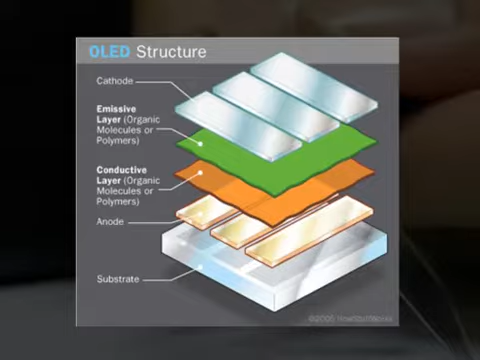 OLED Structure
Cathode
Emissive
Layer (Organic
Molecules or
Polymers)
Conductive
Layer (Organic
Molecules or
Polymers)
Anode
Substrate
©2005 HowStuffWorks